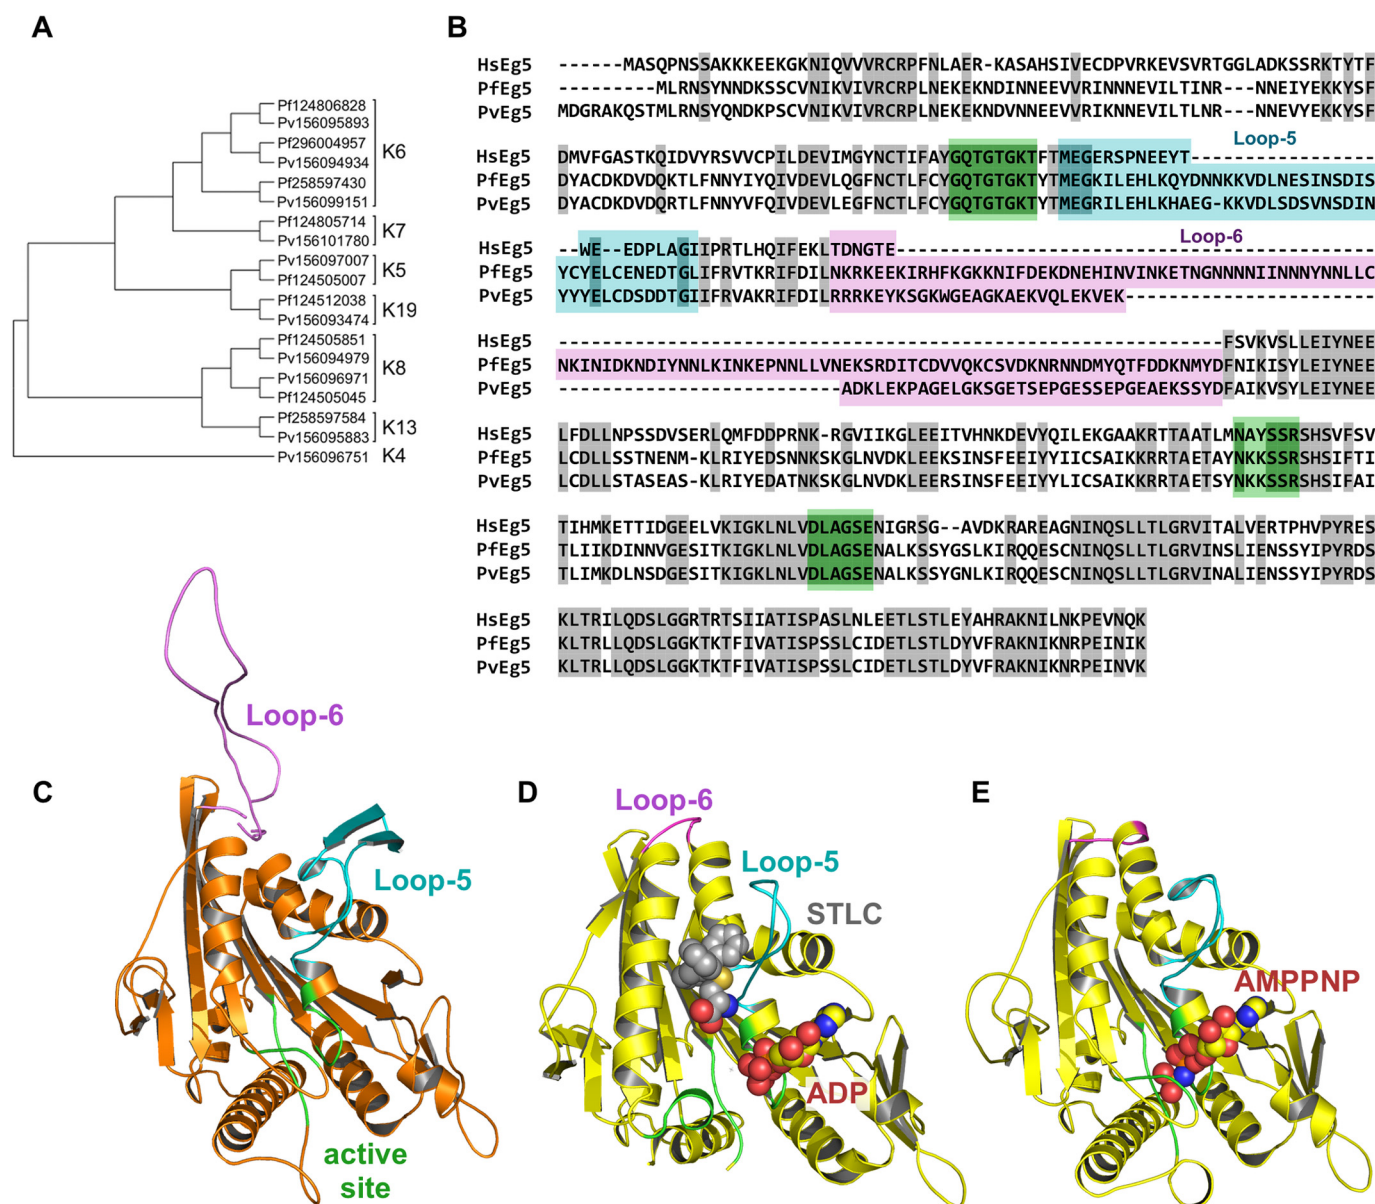 A
Pf124806828
Pv156095893
Pf296004957
K6
Pv156094934
Pf258597430
Pv156099151
Pf124805714
K7
Pv156101780
Pv156097007
K5
Pf124505007
Pf124512038
K19
Pv156093474
Pf124505851
Pv156094979
K8
Pv156096971
Pf124505045
Pf258597584
K13
Pv156095883
Pv156096751 K4
B
HsEg5 ------MASQPNSSAKKKEEKGKNIQVVVRCRPFNLAER-KASAHSIVECDPVRKEVSVRTGGLADKSSRKTYTF
PfEg5 ---------MLRNSYNNDKSSCVNIKVIVRCRPLNEKEKNDINNEEVVRIKNNEVILTINR---NNEIYEKKYSF
PvEg5 MDGRAKQSTMLRNSYQNDKPSCVNIKVIVRCRPLNEKEKNDVNNEEVVRINNNEVILTINR---NNEVYEKKYSF
Loop-5
HsEg5 DMVFGASTKQIDVYRSVVCPILDEVIMGYNCTIFAYGQTGTGKTFTMEGERSPNEEYT-----------------
PfEg5 DYACDKDVDQKTLFNNYIYQIVDEVLQGFNCTLFCYGQTGTGKTYTMEGKILEHLKQYDNNKKVDLNESINSDIS
PvEg5 DYACDKDVDQRTLFNNYVFQIVDEVLEGFNCTLFCYGQTGTGKTYTMEGRILEHLKHAEG-KKVDLSDSVNSDIN
Loop-6
HsEg5 --WE--EDPLAGIIPRTLHQIFEKLTDNGTE--------------------------------------------
PfEg5 YCYELCENEDTGLIFRVTKRIFDILNKRKEEKIRHFKGKKNIFDEKDNEHINVINKETNGNNNNIINNNYNNLLC
PvEg5 YYYELCDSDDTGIIFRVAKRIFDILRRRKEYKSGKWGEAGKAEKVQLEKVEK-----------------------
HsEg5 -------------------------------------------------------------FSVKVSLLEIYNEE
PfEg5 NKINIDKNDIYNNLKINKEPNNLLVNEKSRDITCDVVQKCSVDKNRNNDMYQTFDDKNMYDFNIKISYLEIYNEE
PvEg5 --------------------------ADKLEKPAGELGKSGETSEPGESSEPGEAEKSSYDFAIKVSYLEIYNEE
HsEg5 LFDLLNPSSDVSERLQMFDDPRNK-RGVIIKGLEEITVHNKDEVYQILEKGAAKRTTAATLMNAYSSRSHSVFSV
PfEg5 LCDLLSSTNENM-KLRIYEDSNNKSKGLNVDKLEEKSINSFEEIYYIICSAIKKRRTAETAYNKKSSRSHSIFTI
PvEg5 LCDLLSSTASEAS-KLRIYEDATNKSKGLNVDKLEERSINSFEEIYYLICSAIKKRRTAETSYNKKSSRSHSIFAI
HsEg5 TIHMKETTIDGEELVKIGKLNLVDLAGSENIGRSG--AVDKRAREAGNINQSLLTLGRVITALVERTPHVPYRES
PfEg5 TLIIKDINNVGESITKIGKLNLVDLAGSENALKSSYGSLKIRQQESCNINQSLLTLGRVINSLIENSSYIPYRDS
PvEg5 TLIMKDLNSDGESITKIGKLNLVDLAGSENALKSSYGNLKIRQQESCNINQSLLTLGRVINALIENSSYIPYRDS
HsEg5 KLTRILQDSLGGRTRTSIIATISPASLNLEETLSTLEYAHRAKNILNKPEVNQK
PfEg5 KLTRLLQDSLGGKTKTFIVATISPSSLCIDETLSTLDYVFRAKNIKNRPEINIK
PvEg5 KLTRLLQDSLGGKTKTFIVATISPSSLCIDETLSTLDYVFRAKNIKNRPEINVK
C
Loop-6
Loop-5
active
site
D
Loop-6
Loop-5
STLC
ADP
E
AMPPNP